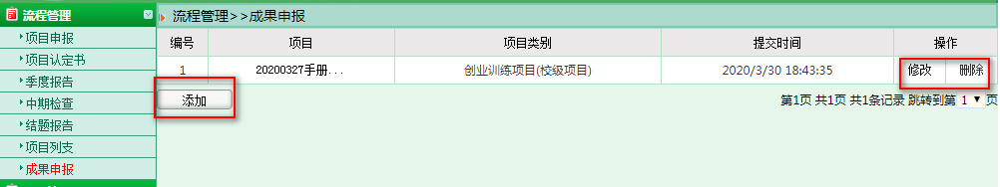 流程管理
项目申报
项目认定书
季度报告
中期检查
结题报告
项目列支
成果申报
流程管理>>成果申报
编号 项目 项目类别 提交时间 操作
1 20200327手册... 创业训练项目(校级项目) 2020/3/30 18:43:35 修改 删除
添加
第1页 共1页 共1条记录 跳转到第 1 页